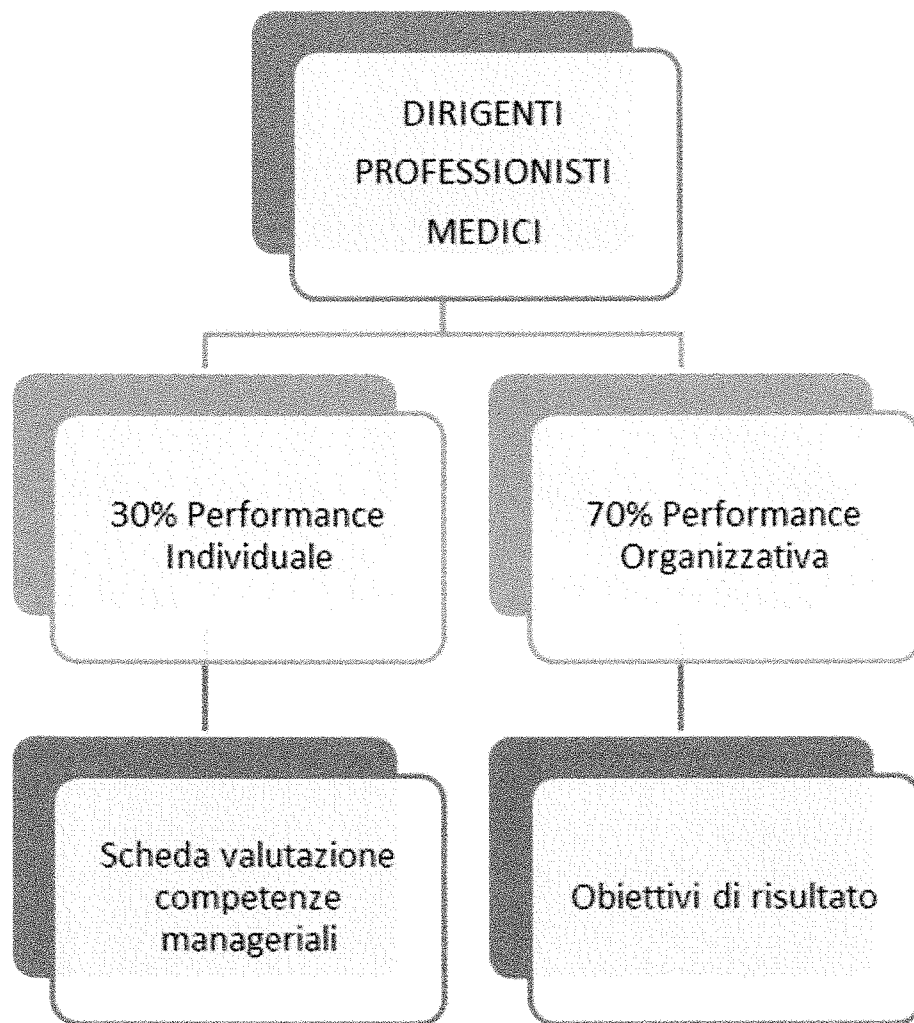 DIRIGENTI
PROFESSIONISTI
MEDICI
30% Performance
Individuale
70% Performance
Organizzativa
Scheda valutazione
competenze
manageriali
Obiettivi di risultato